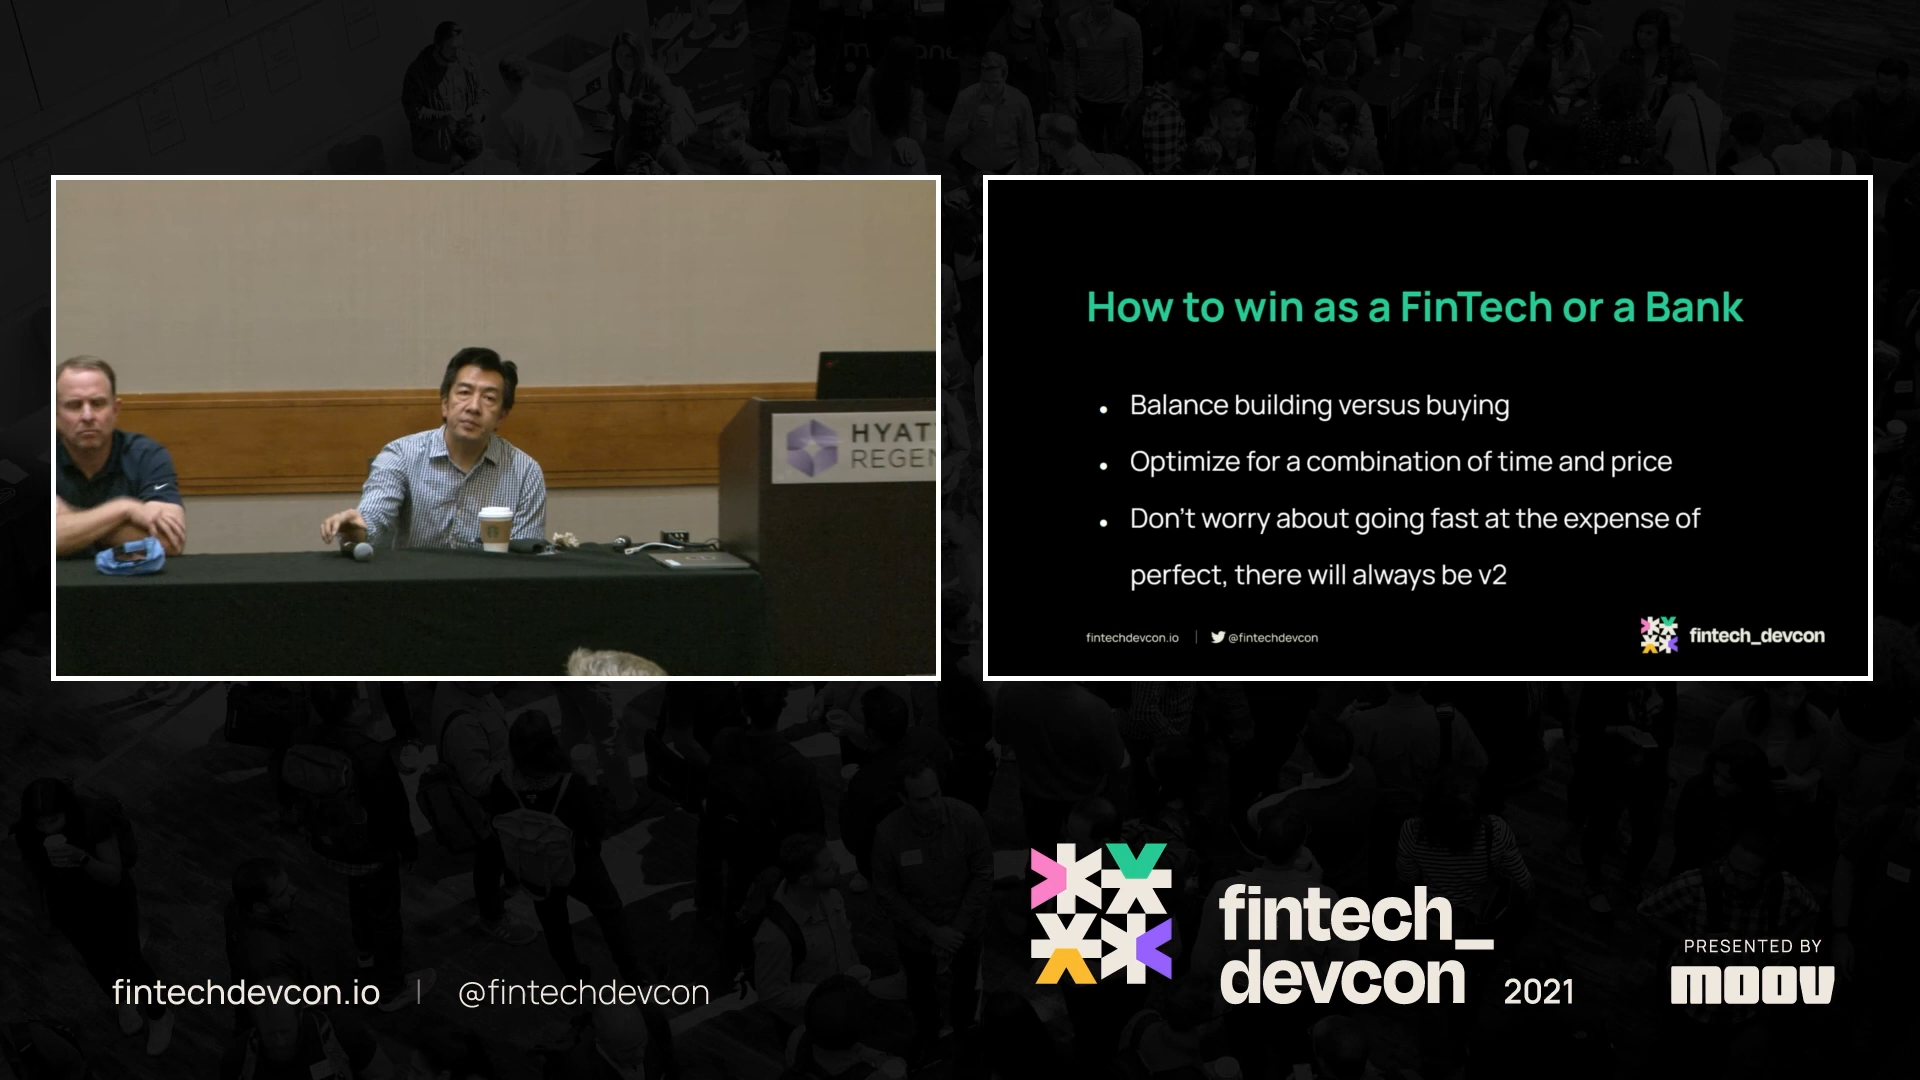 HYAT
REGEN
How to win as a FinTech or a Bank
Balance building versus buying
Optimize for a combination of time and price
Don't worry about going fast at the expense of
perfect, there will always be v2
fintechdevcon.io | @fintechdevcon
fintech_devcon
fintechdevcon.io | @fintechdevcon
fintech_
devcon 2021
PRESENTED BY
moov